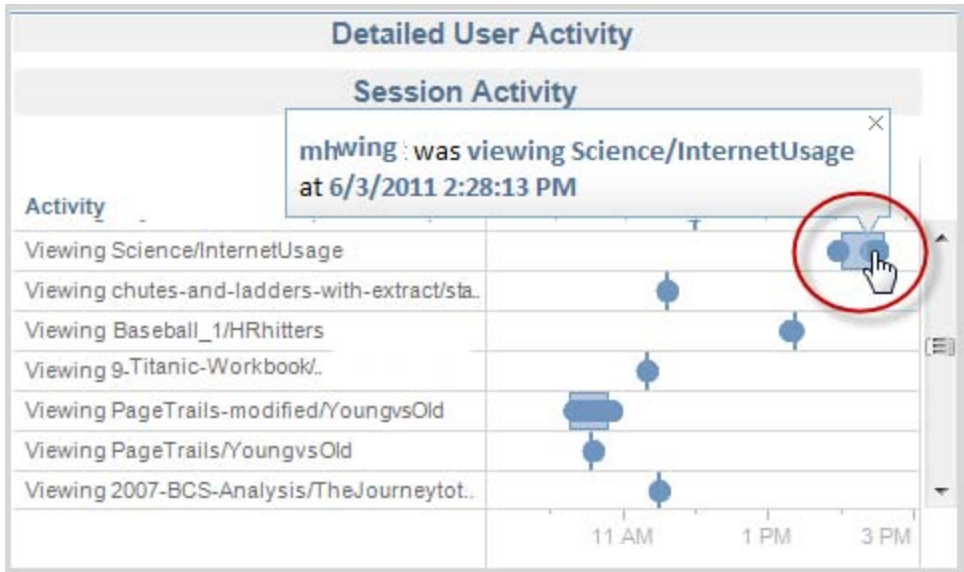 Detailed User Activity
Session Activity
mhwing : was viewing Science/InternetUsage
at 6/3/2011 2:28:13 PM
Activity
Viewing Science/InternetUsage
Viewing chutes-and-ladders-with-extract/sta..
Viewing Baseball_1/HRhitters
Viewing 9-Titanic-Workbook/..
Viewing PageTrails-modified/YoungvsOld
Viewing PageTrails/YoungvsOld
Viewing 2007-BCS-Analysis/TheJourneytot..
11 AM 1 PM 3 PM